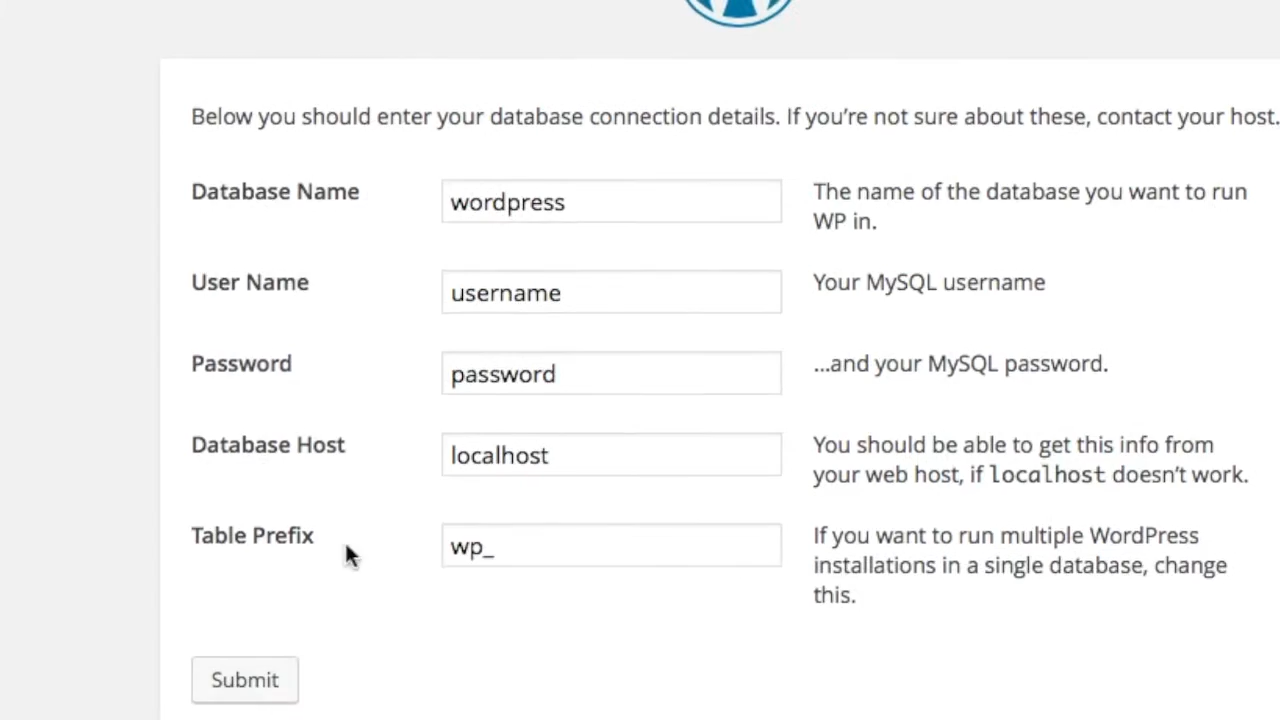 Below you should enter your database connection details. If you’re not sure about these, contact your host.
Database Name
wordpress
The name of the database you want to run
WP in.
User Name
username
Your MySQL username
Password
password
…and your MySQL password.
Database Host
localhost
You should be able to get this info from
your web host, if localhost doesn’t work.
Table Prefix
wp_
If you want to run multiple WordPress
installations in a single database, change
this.
Submit